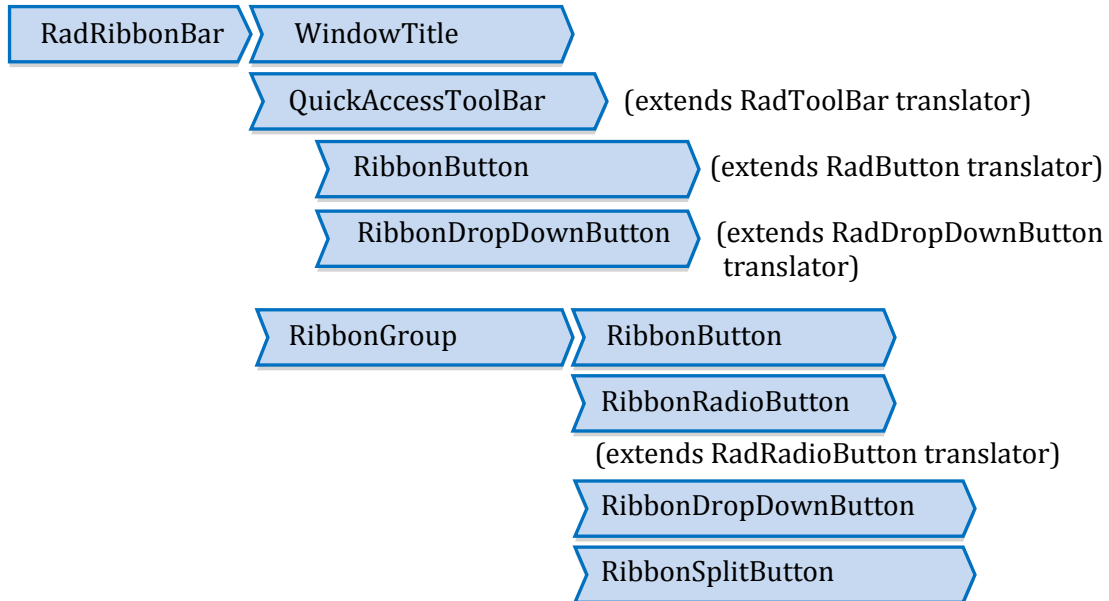 RadRibbonBar WindowTitle
QuickAccessToolBar (extends RadToolBar translator)
RibbonButton (extends RadButton translator)
RibbonDropDownButton (extends RadDropDownButton
translator)
RibbonGroup RibbonButton
RibbonRadioButton
(extends RadRadioButton translator)
RibbonDropDownButton
RibbonSplitButton